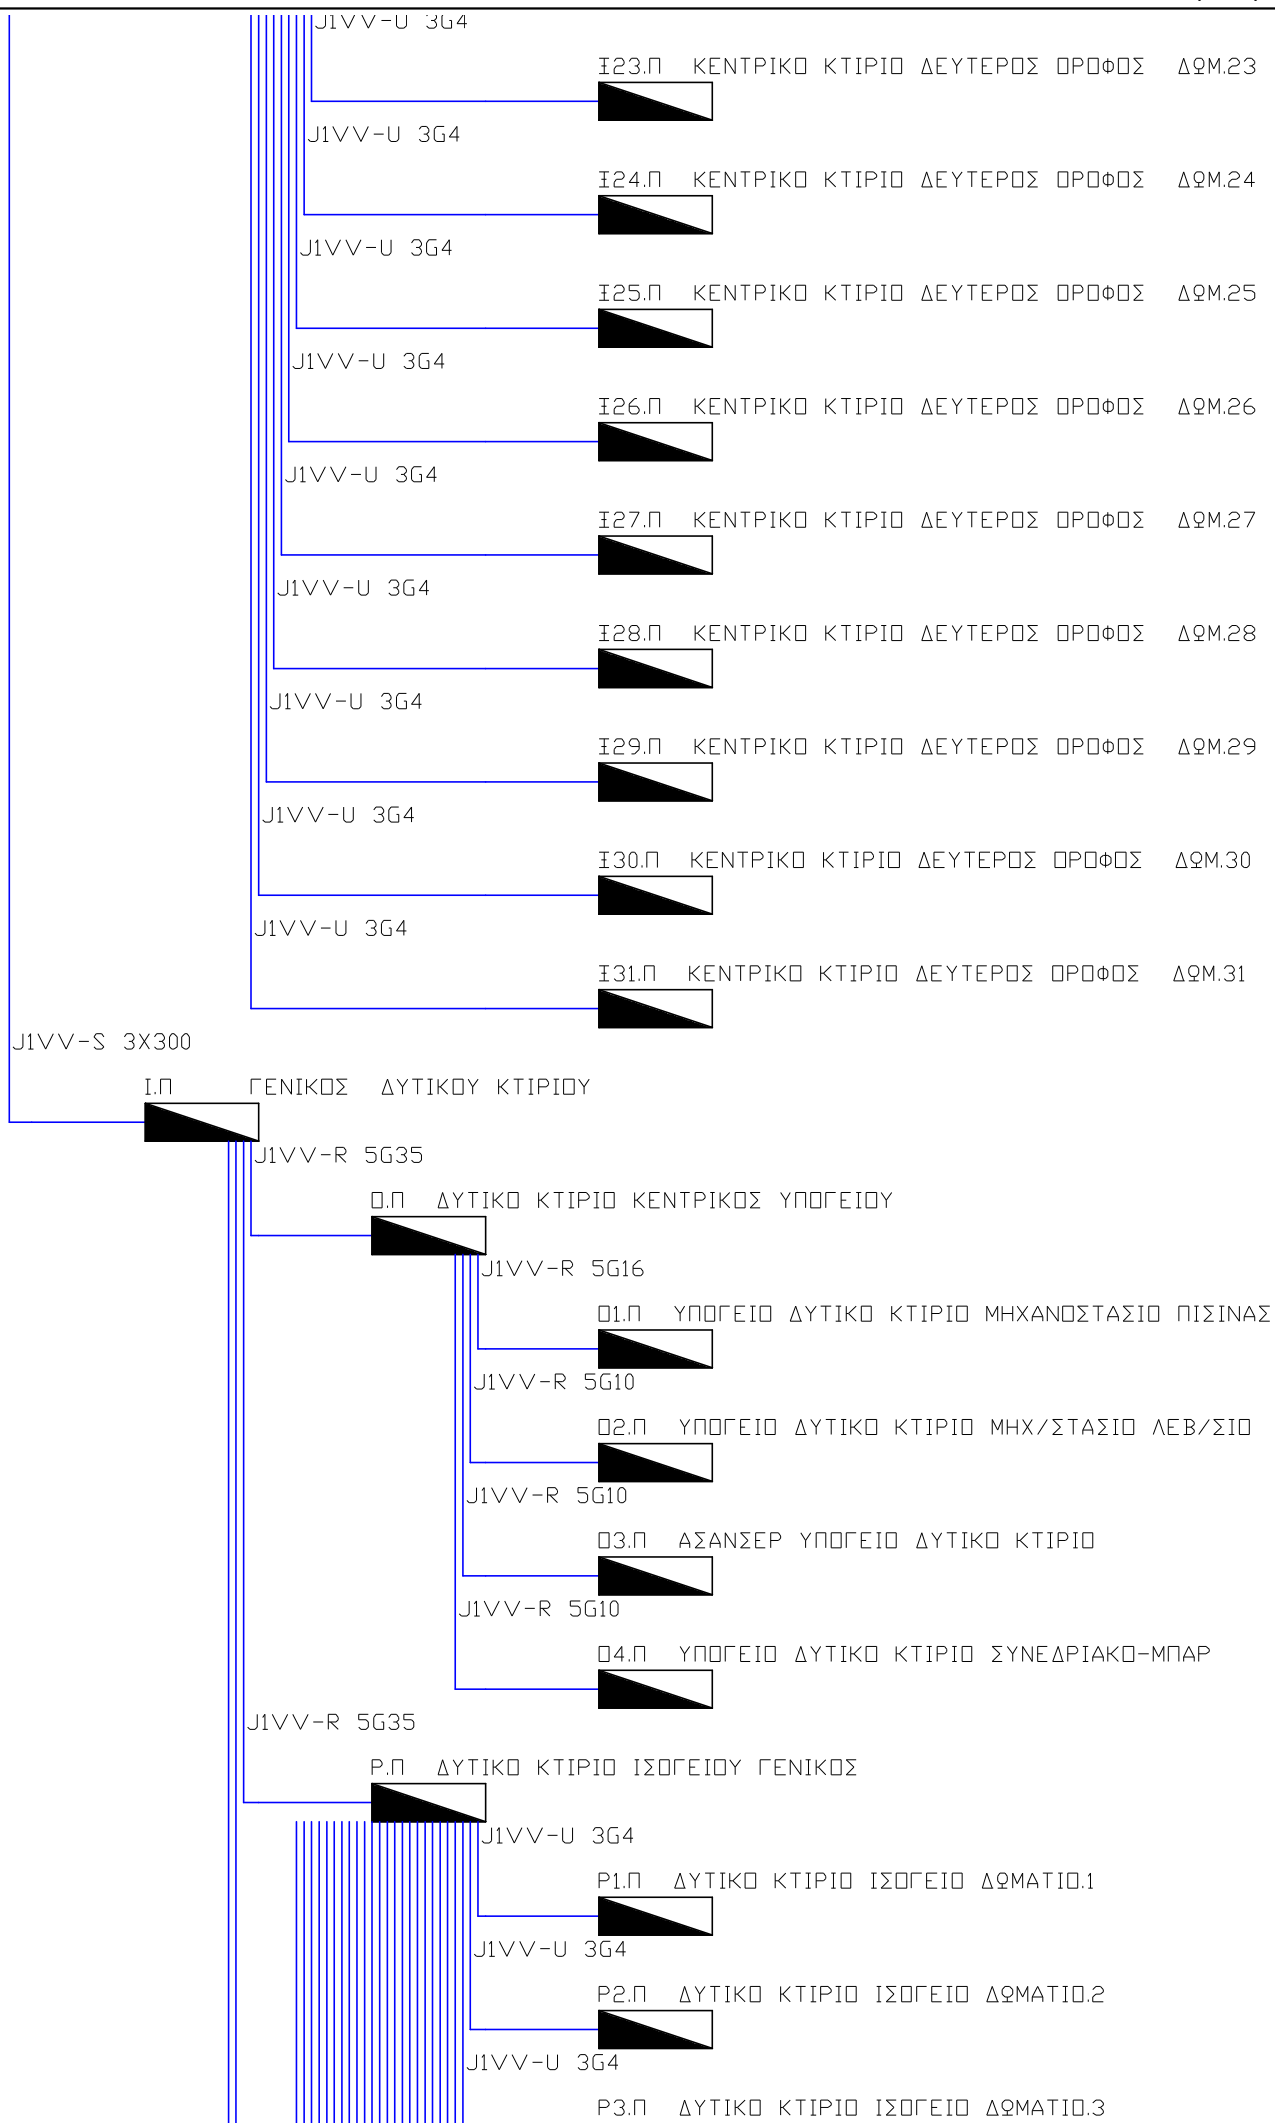 J1VV-U 3G4
Ξ23.Π ΚΕΝΤΡΙΚΟ ΚΤΙΡΙΟ ΔΕΥΤΕΡΟΣ ΟΡΟΦΟΣ ΔΩΜ.23
J1VV-U 3G4
Ξ24.Π ΚΕΝΤΡΙΚΟ ΚΤΙΡΙΟ ΔΕΥΤΕΡΟΣ ΟΡΟΦΟΣ ΔΩΜ.24
J1VV-U 3G4
Ξ25.Π ΚΕΝΤΡΙΚΟ ΚΤΙΡΙΟ ΔΕΥΤΕΡΟΣ ΟΡΟΦΟΣ ΔΩΜ.25
J1VV-U 3G4
Ξ26.Π ΚΕΝΤΡΙΚΟ ΚΤΙΡΙΟ ΔΕΥΤΕΡΟΣ ΟΡΟΦΟΣ ΔΩΜ.26
J1VV-U 3G4
Ξ27.Π ΚΕΝΤΡΙΚΟ ΚΤΙΡΙΟ ΔΕΥΤΕΡΟΣ ΟΡΟΦΟΣ ΔΩΜ.27
J1VV-U 3G4
Ξ28.Π ΚΕΝΤΡΙΚΟ ΚΤΙΡΙΟ ΔΕΥΤΕΡΟΣ ΟΡΟΦΟΣ ΔΩΜ.28
J1VV-U 3G4
Ξ29.Π ΚΕΝΤΡΙΚΟ ΚΤΙΡΙΟ ΔΕΥΤΕΡΟΣ ΟΡΟΦΟΣ ΔΩΜ.29
J1VV-U 3G4
Ξ30.Π ΚΕΝΤΡΙΚΟ ΚΤΙΡΙΟ ΔΕΥΤΕΡΟΣ ΟΡΟΦΟΣ ΔΩΜ.30
J1VV-U 3G4
Ξ31.Π ΚΕΝΤΡΙΚΟ ΚΤΙΡΙΟ ΔΕΥΤΕΡΟΣ ΟΡΟΦΟΣ ΔΩΜ.31
J1VV-S 3X300
Ι.Π ΓΕΝΙΚΟΣ ΔΥΤΙΚΟΥ ΚΤΙΡΙΟΥ
J1VV-R 5G35
Ο.Π ΔΥΤΙΚΟ ΚΤΙΡΙΟ ΚΕΝΤΡΙΚΟΣ ΥΠΟΓΕΙΟΥ
J1VV-R 5G16
Ο1.Π ΥΠΟΓΕΙΟ ΔΥΤΙΚΟ ΚΤΙΡΙΟ ΜΗΧΑΝΟΣΤΑΣΙΟ ΠΙΣΙΝΑΣ
J1VV-R 5G10
Ο2.Π ΥΠΟΓΕΙΟ ΔΥΤΙΚΟ ΚΤΙΡΙΟ ΜΗΧ/ΣΤΑΣΙΟ ΛΕΒ/ΣΙΟ
J1VV-R 5G10
Ο3.Π ΑΣΑΝΣΕΡ ΥΠΟΓΕΙΟ ΔΥΤΙΚΟ ΚΤΙΡΙΟ
J1VV-R 5G10
Ο4.Π ΥΠΟΓΕΙΟ ΔΥΤΙΚΟ ΚΤΙΡΙΟ ΣΥΝΕΔΡΙΑΚΟ-ΜΠΑΡ
J1VV-R 5G35
Ρ.Π ΔΥΤΙΚΟ ΚΤΙΡΙΟ ΙΣΟΓΕΙΟΥ ΓΕΝΙΚΟΣ
J1VV-U 3G4
Ρ1.Π ΔΥΤΙΚΟ ΚΤΙΡΙΟ ΙΣΟΓΕΙΟ ΔΩΜΑΤΙΟ.1
J1VV-U 3G4
Ρ2.Π ΔΥΤΙΚΟ ΚΤΙΡΙΟ ΙΣΟΓΕΙΟ ΔΩΜΑΤΙΟ.2
J1VV-U 3G4
Ρ3.Π ΔΥΤΙΚΟ ΚΤΙΡΙΟ ΙΣΟΓΕΙΟ ΔΩΜΑΤΙΟ.3